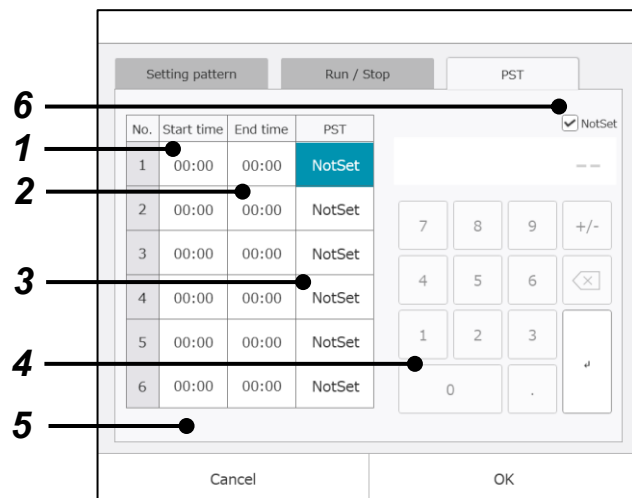 Setting pattern Run / Stop PST
6
NotSet
No. Start time End time PST
1
1 00:00 00:00 NotSet --
2
2 00:00 00:00 NotSet
7 8 9 +/-
3 00:00 00:00 NotSet
3
4 5 6
4 00:00 00:00 NotSet
1 2 3
5 00:00 00:00 NotSet
4
6 00:00 00:00 NotSet
0 .
5
Cancel OK